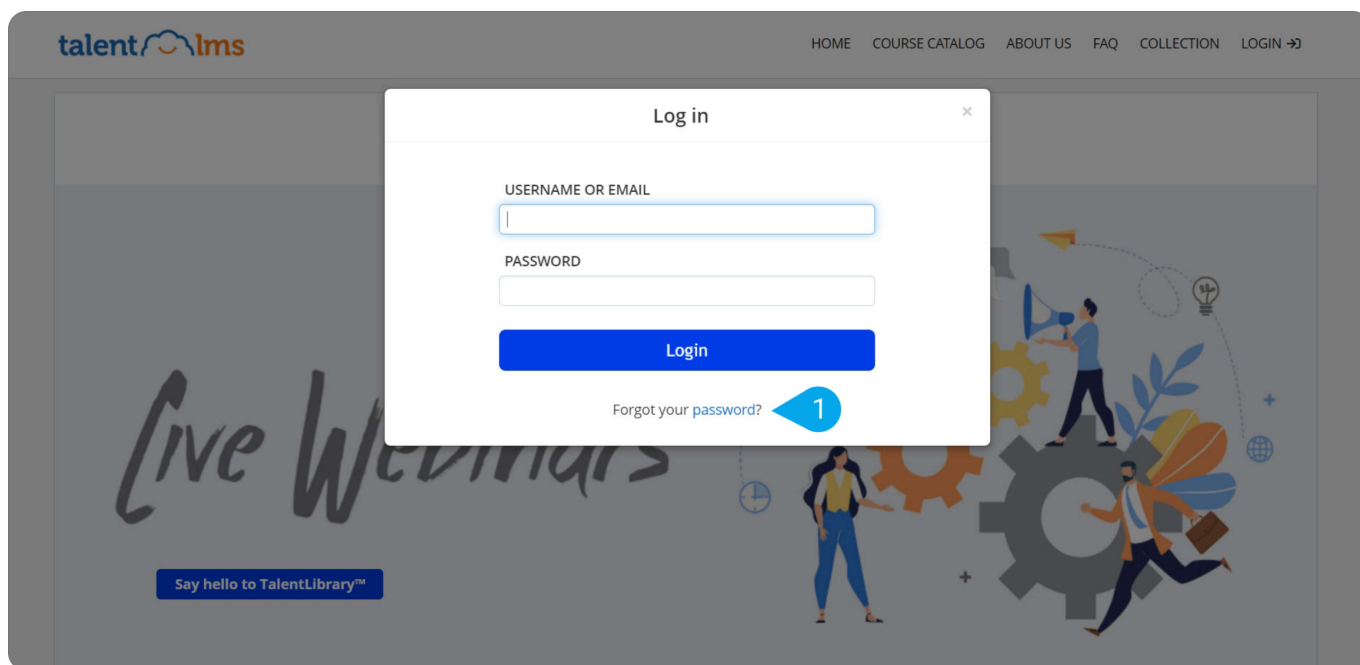 talentlms
HOME COURSE CATALOG ABOUT US FAQ COLLECTION LOGIN
Log in
×
USERNAME OR EMAIL
PASSWORD
Login
Forgot your password?
1
Live Webinars
Say hello to TalentLibrary™